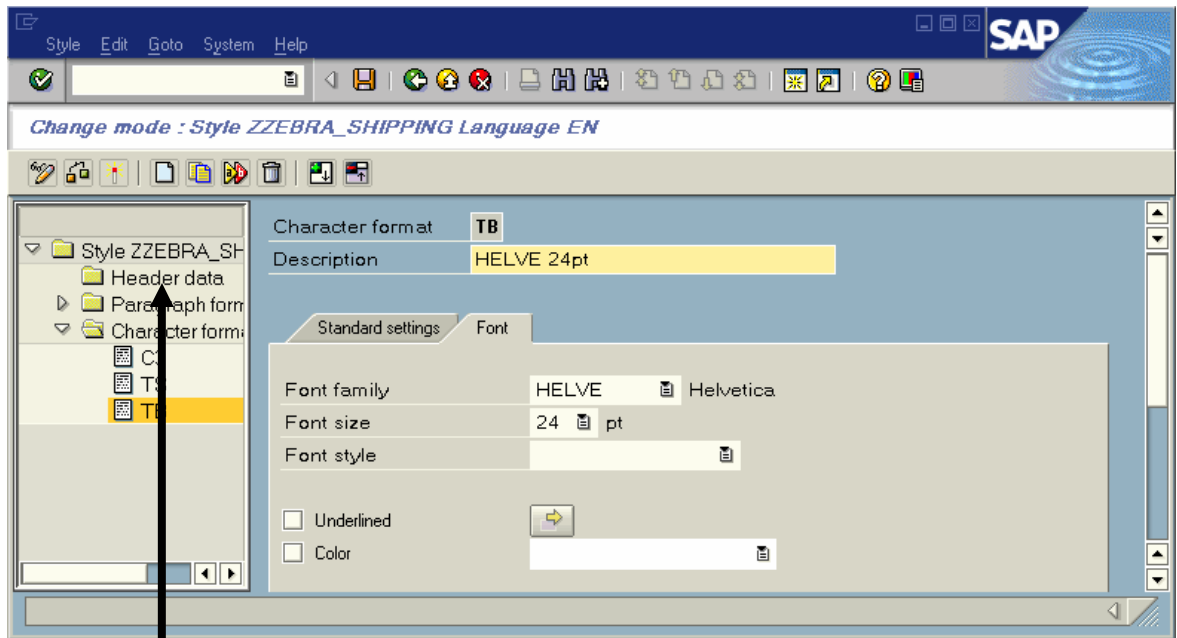 Style Edit Goto System Help
SAP
Change mode : Style ZZEBRA_SHIPPING Language EN
Style ZZEBRA_SH
Header data
Paragraph form
Character forma
C3
TS
TB
Character format TB
Description HELVE 24pt
Standard settings Font
Font family HELVE Helvetica
Font size 24 pt
Font style
Underlined
Color